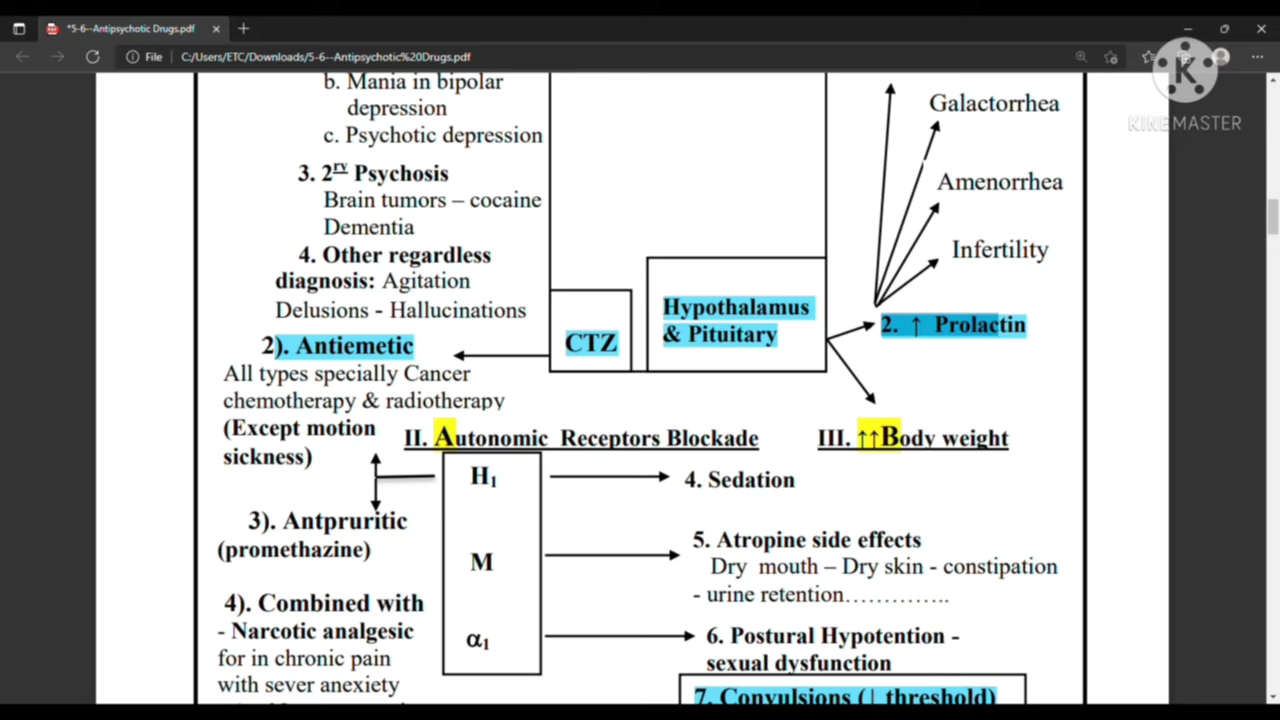 *5-6--Antipsychotic Drugs.pdf
File
C:/Users/ETC/Downloads/5-6--Antipsychotic%20Drugs.pdf
K
KINEMASTER
b. Mania in bipolar
depression
c. Psychotic depression
3. 2ry Psychosis
Brain tumors – cocaine
Dementia
4. Other regardless
diagnosis: Agitation
Delusions - Hallucinations
2). Antiemetic
All types specially Cancer
chemotherapy & radiotherapy
(Except motion
sickness)
3). Antpruritic
(promethazine)
4). Combined with
- Narcotic analgesic
for in chronic pain
with sever anexiety
CTZ
Hypothalamus
& Pituitary
Galactorrhea
Amenorrhea
Infertility
2. ↑ Prolactin
II. Autonomic Receptors Blockade
III. ↑↑Body weight
H1
4. Sedation
M
5. Atropine side effects
Dry mouth – Dry skin - constipation
- urine retention…………..
α1
6. Postural Hypotention -
sexual dysfunction
7. Convulsions (↓ threshold)